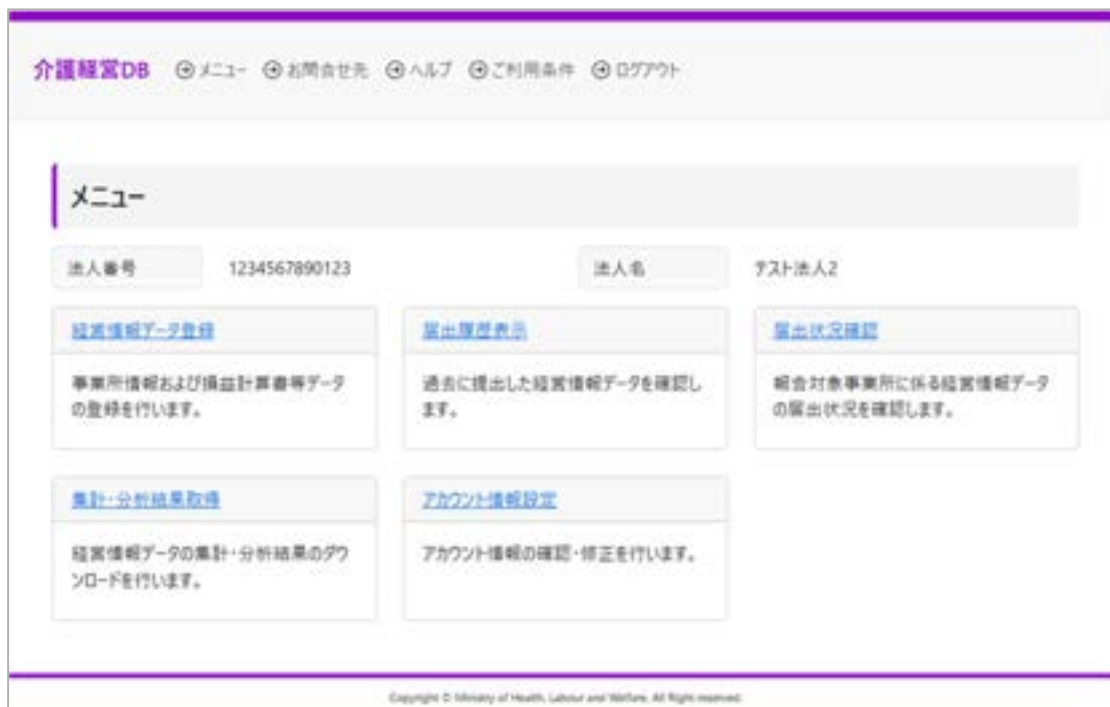 介護経営DB メニュー お問合せ先 ヘルプ ご利用条件 ログアウト
メニュー
法人番号 1234567890123 法人名 テスト法人2
経営情報データ登録 届出履歴表示 届出状況確認
事業所情報および損益計算書等データ
の登録を行います。
過去に提出した経営情報データを確認し
ます。
報告対象事業所に係る経営情報データ
の届出状況を確認します。
集計・分析結果取得 アカウント情報設定
経営情報データの集計・分析結果のダウ
ンロードを行います。
アカウント情報の確認・修正を行います。
Copyright © Ministry of Health, Labour and Welfare, All Right reserved.